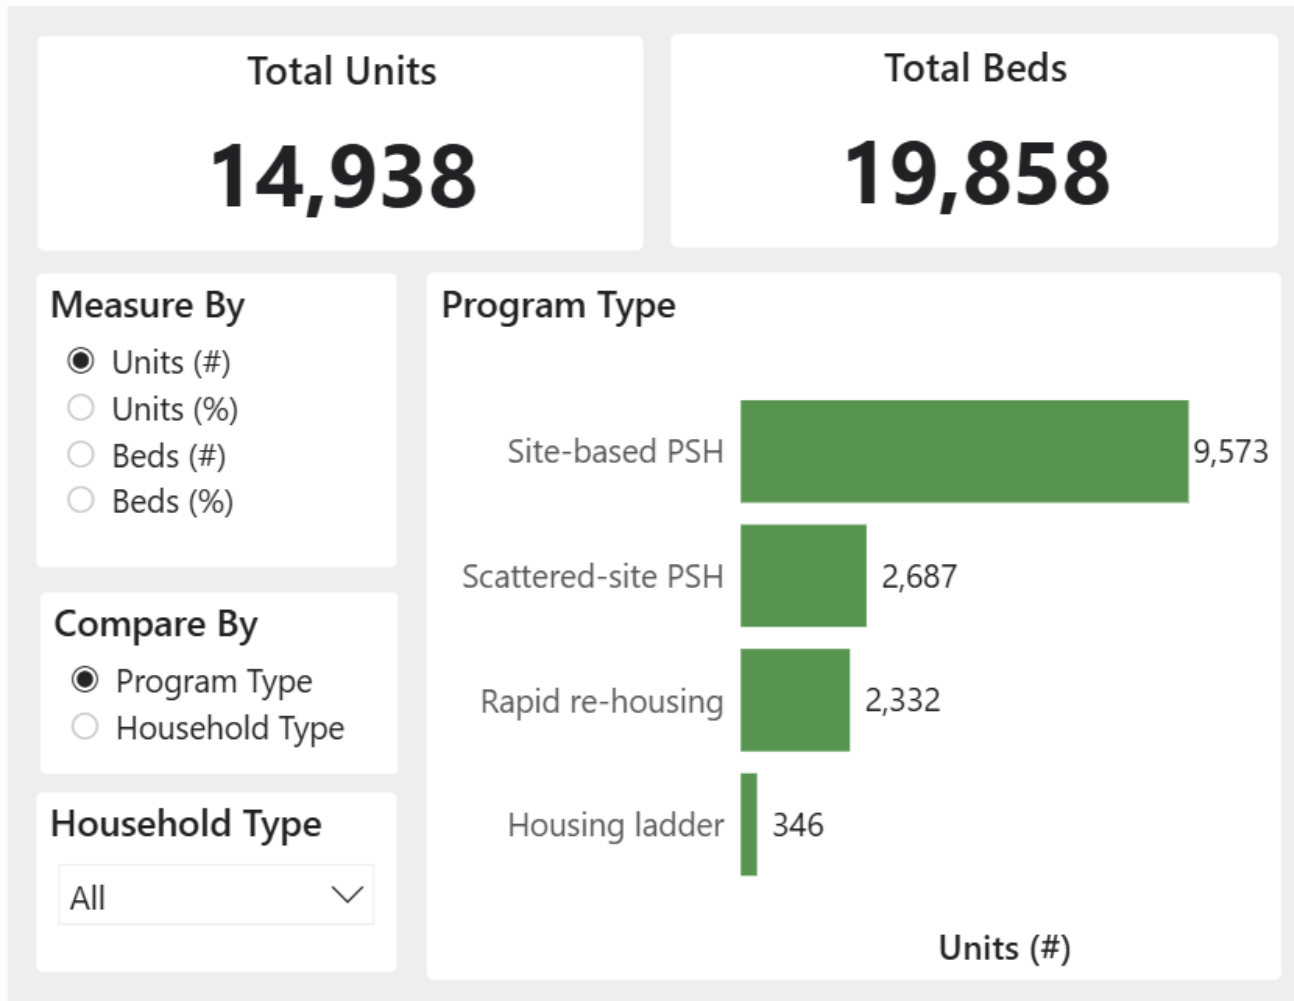 Total Units
14,938
Total Beds
19,858
Measure By
Units (#)
Units (%)
Beds (#)
Beds (%)
Compare By
Program Type
Household Type
Household Type
All
Program Type
Site-based PSH 9,573
Scattered-site PSH 2,687
Rapid re-housing 2,332
Housing ladder 346
Units (#)